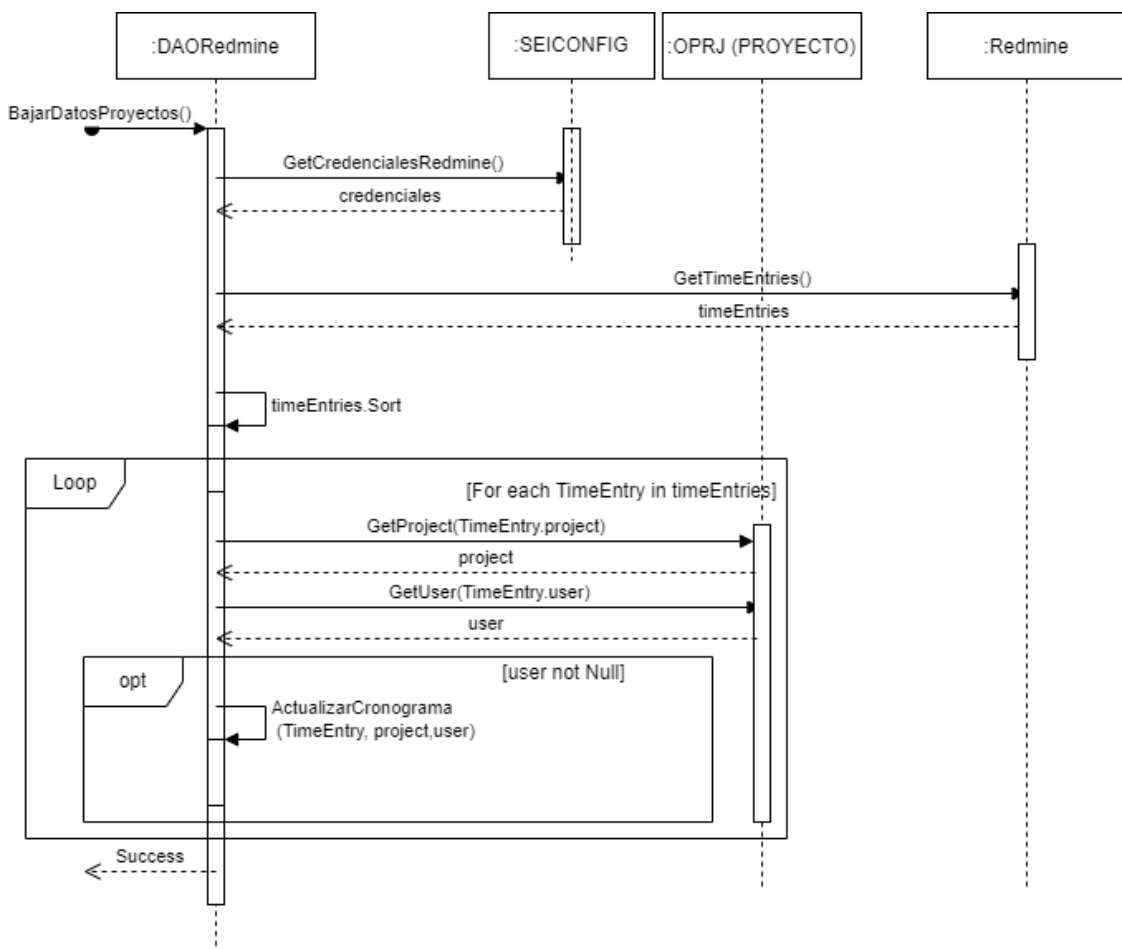 :DAORedmine
:SEICONFIG
:OPRJ (PROYECTO)
:Redmine
BajarDatosProyectos()
GetCredencialesRedmine()
credenciales
GetTimeEntries()
timeEntries
timeEntries.Sort
Loop
[For each TimeEntry in timeEntries]
GetProject(TimeEntry.project)
project
GetUser(TimeEntry.user)
user
opt
[user not Null]
ActualizarCronograma
(TimeEntry, project,user)
Success